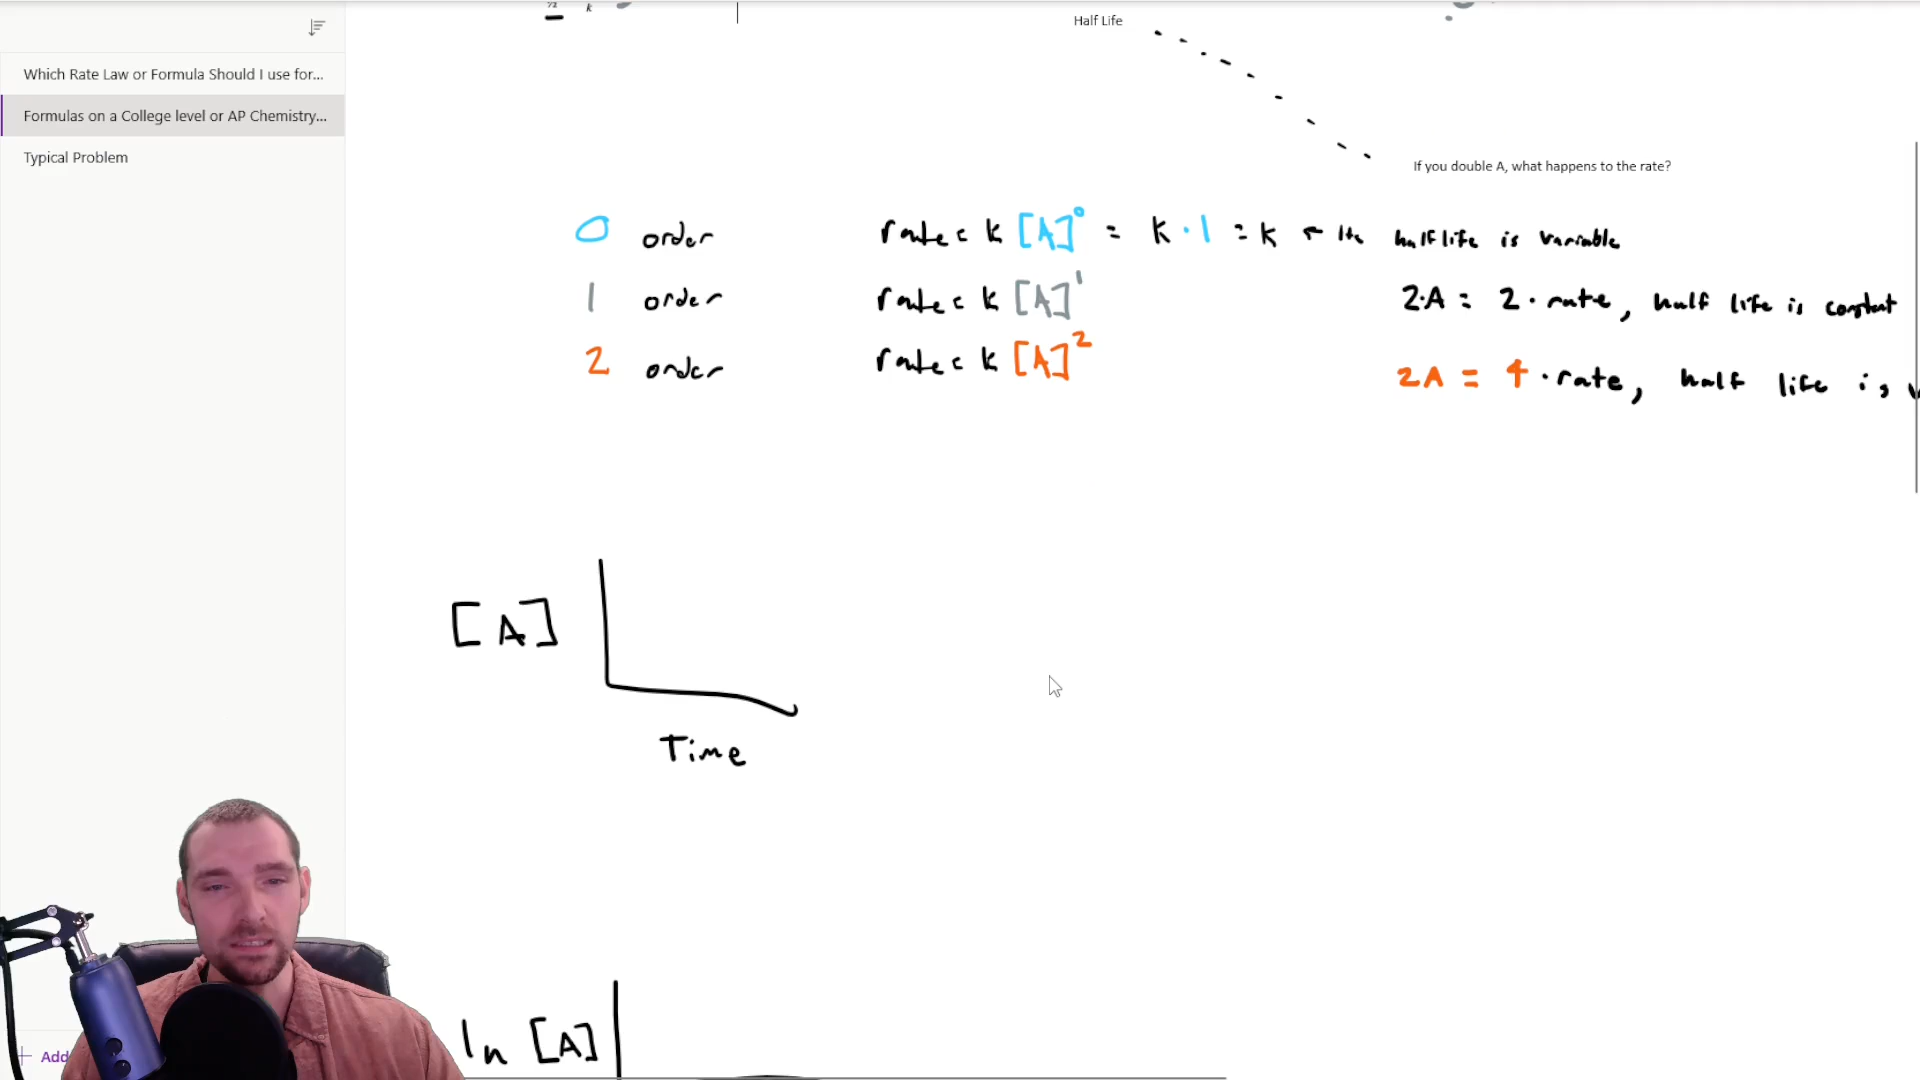 ½ k
Half Life
Which Rate Law or Formula Should I use for...
Formulas on a College level or AP Chemistry...
Typical Problem
If you double A, what happens to the rate?
0 order rate = k [A]⁰ = k · 1 = k ← 1k half life is variable
1 order rate = k [A]¹ 2·A = 2 · rate, half life is constant
2 order rate = k [A]² 2A = 4 · rate, half life is
[A]
Time
ln [A]
+ Add